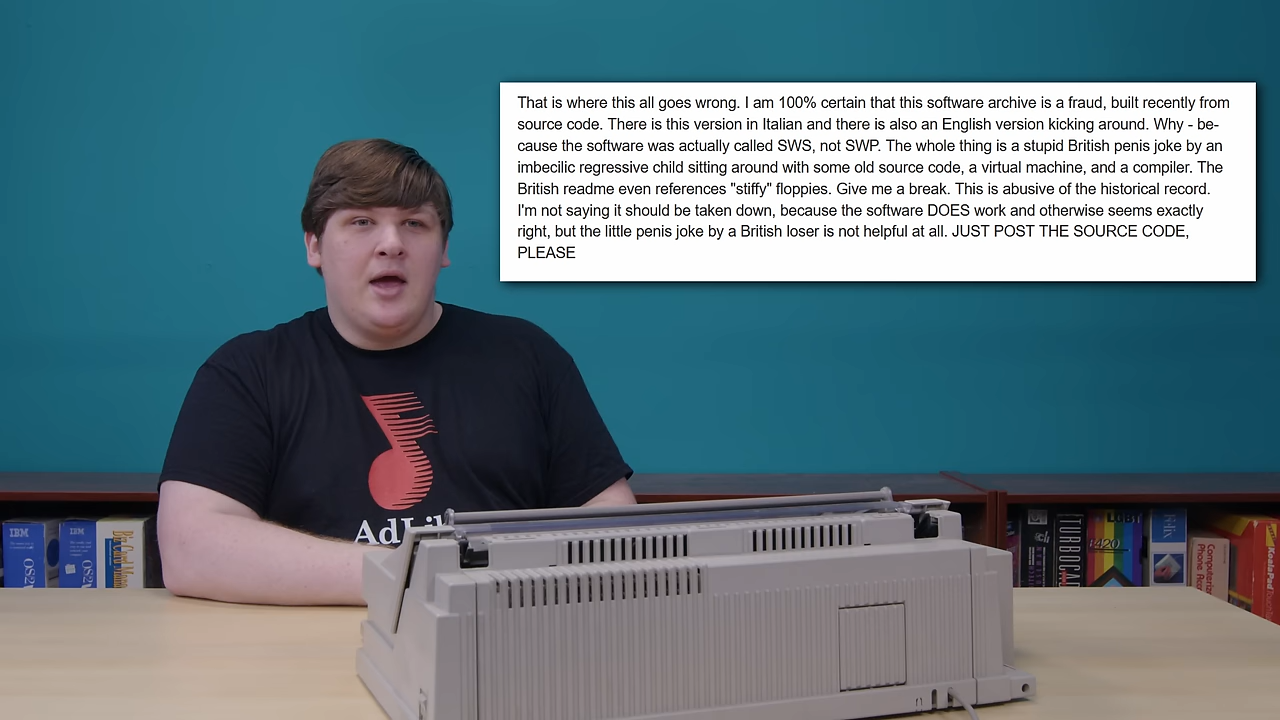 That is where this all goes wrong. I am 100% certain that this software archive is a fraud, built recently from
source code. There is this version in Italian and there is also an English version kicking around. Why - be-
cause the software was actually called SWS, not SWP. The whole thing is a stupid British penis joke by an
imbecilic regressive child sitting around with some old source code, a virtual machine, and a compiler. The
British readme even references "stiffy" floppies. Give me a break. This is abusive of the historical record.
I'm not saying it should be taken down, because the software DOES work and otherwise seems exactly
right, but the little penis joke by a British loser is not helpful at all. JUST POST THE SOURCE CODE,
PLEASE
IBM
IBM
OS/2
OS/2
TURBOCAD
KoalaPad